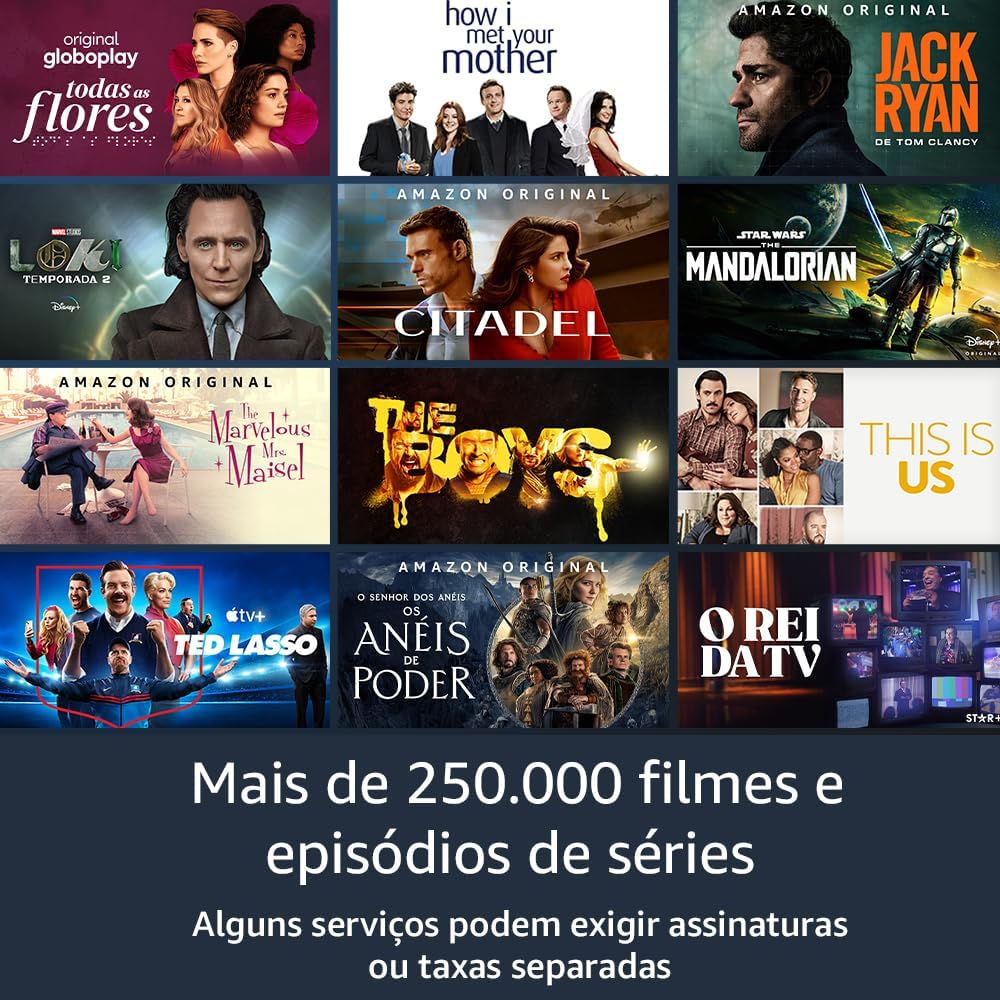 original
globoplay
todas as
flores
how i
met your
mother
AMAZON ORIGINAL
JACK
RYAN
DE TOM CLANCY
MARVEL STUDIOS
LOKI
TEMPORADA 2
Disney+
AMAZON ORIGINAL
CITADEL
STAR WARS
THE
MANDALORIAN
Disney+
ORIGINAL
AMAZON ORIGINAL
The
Marvelous
Mrs.
Maisel
THE
BOYS
THIS IS
US
tv+
TED LASSO
AMAZON ORIGINAL
O SENHOR DOS ANÉIS
OS
ANÉIS
DE
PODER
O REI
DA TV
STAR+
Mais de 250.000 filmes e
episódios de séries
Alguns serviços podem exigir assinaturas
ou taxas separadas